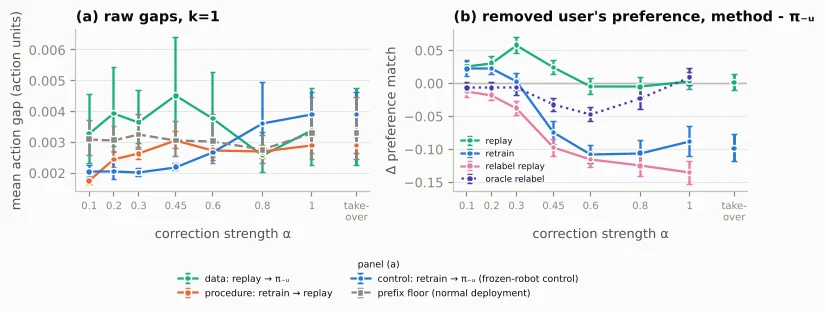 (a) raw gaps, k=1
(b) removed user's preference, method - π₋ᵤ
mean action gap (action units)
0.006
0.005
0.004
0.003
0.002
0.1 0.2 0.3 0.45 0.6 0.8 1 take-
over
correction strength α
Δ preference match
0.05
0.00
−0.05
−0.10
−0.15
replay
retrain
relabel replay
oracle relabel
0.1 0.2 0.3 0.45 0.6 0.8 1 take-
over
correction strength α
panel (a)
data: replay → π₋ᵤ
procedure: retrain → replay
control: retrain → π₋ᵤ (frozen-robot control)
prefix floor (normal deployment)